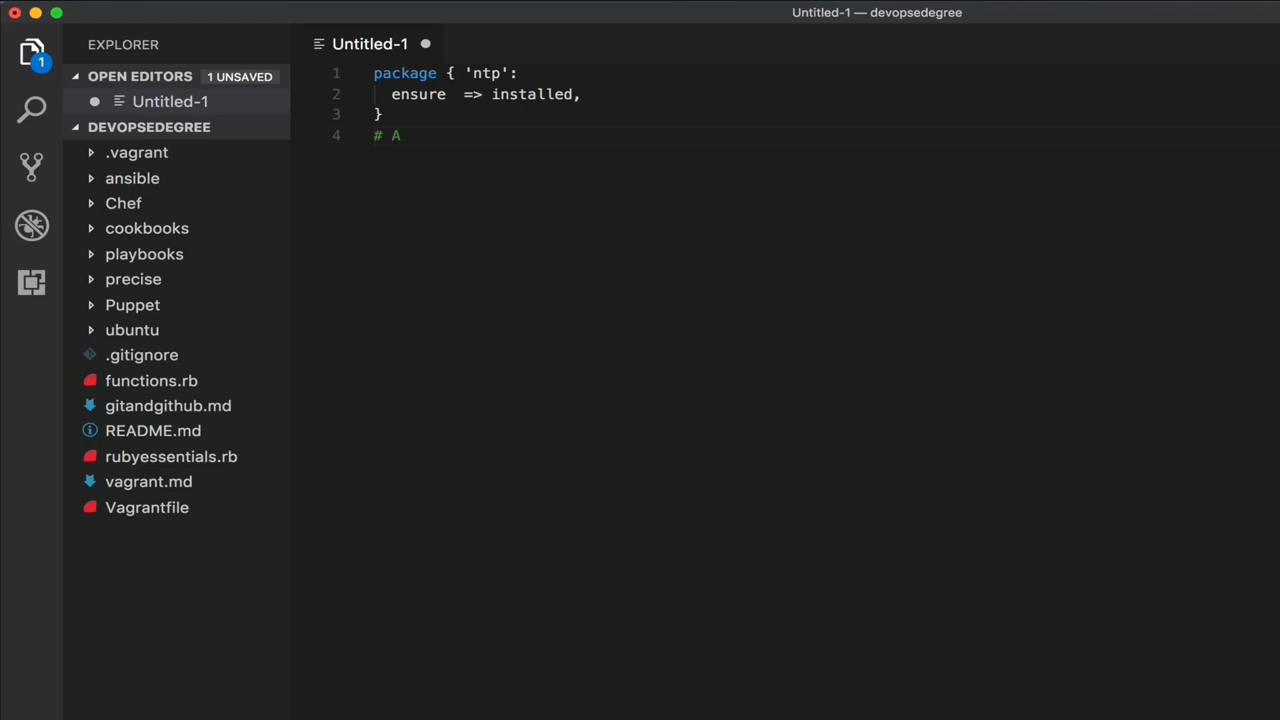 Untitled-1 — devopsedegree
1
EXPLORER
OPEN EDITORS 1 UNSAVED
Untitled-1
DEVOPSEDEGREE
.vagrant
ansible
Chef
cookbooks
playbooks
precise
Puppet
ubuntu
.gitignore
functions.rb
gitandgithub.md
README.md
rubyessentials.rb
vagrant.md
Vagrantfile
Untitled-1
1 package { 'ntp':
2   ensure  => installed,
3 }
4 # A